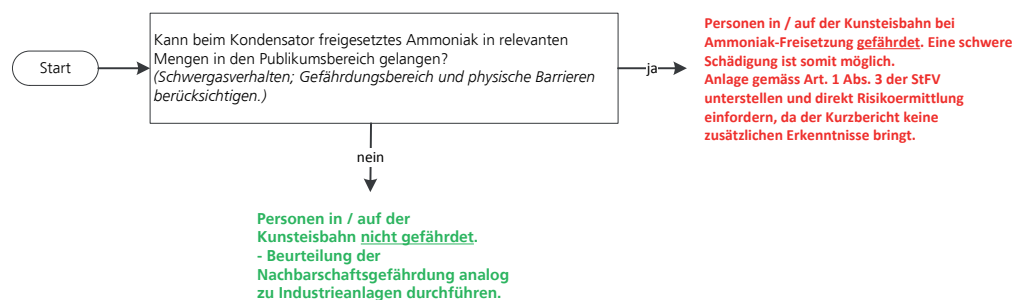 Start
Kann beim Kondensator freigesetztes Ammoniak in relevanten
Mengen in den Publikumsbereich gelangen?
(Schwergasverhalten; Gefährdungsbereich und physische Barrieren
berücksichtigen.)
ja
Personen in / auf der Kunsteisbahn bei
Ammoniak-Freisetzung gefährdet. Eine schwere
Schädigung ist somit möglich.
Anlage gemäss Art. 1 Abs. 3 der StFV
unterstellen und direkt Risikoermittlung
einfordern, da der Kurzbericht keine
zusätzlichen Erkenntnisse bringt.
nein
Personen in / auf der
Kunsteisbahn nicht gefährdet.
- Beurteilung der
Nachbarschaftsgefährdung analog
zu Industrieanlagen durchführen.